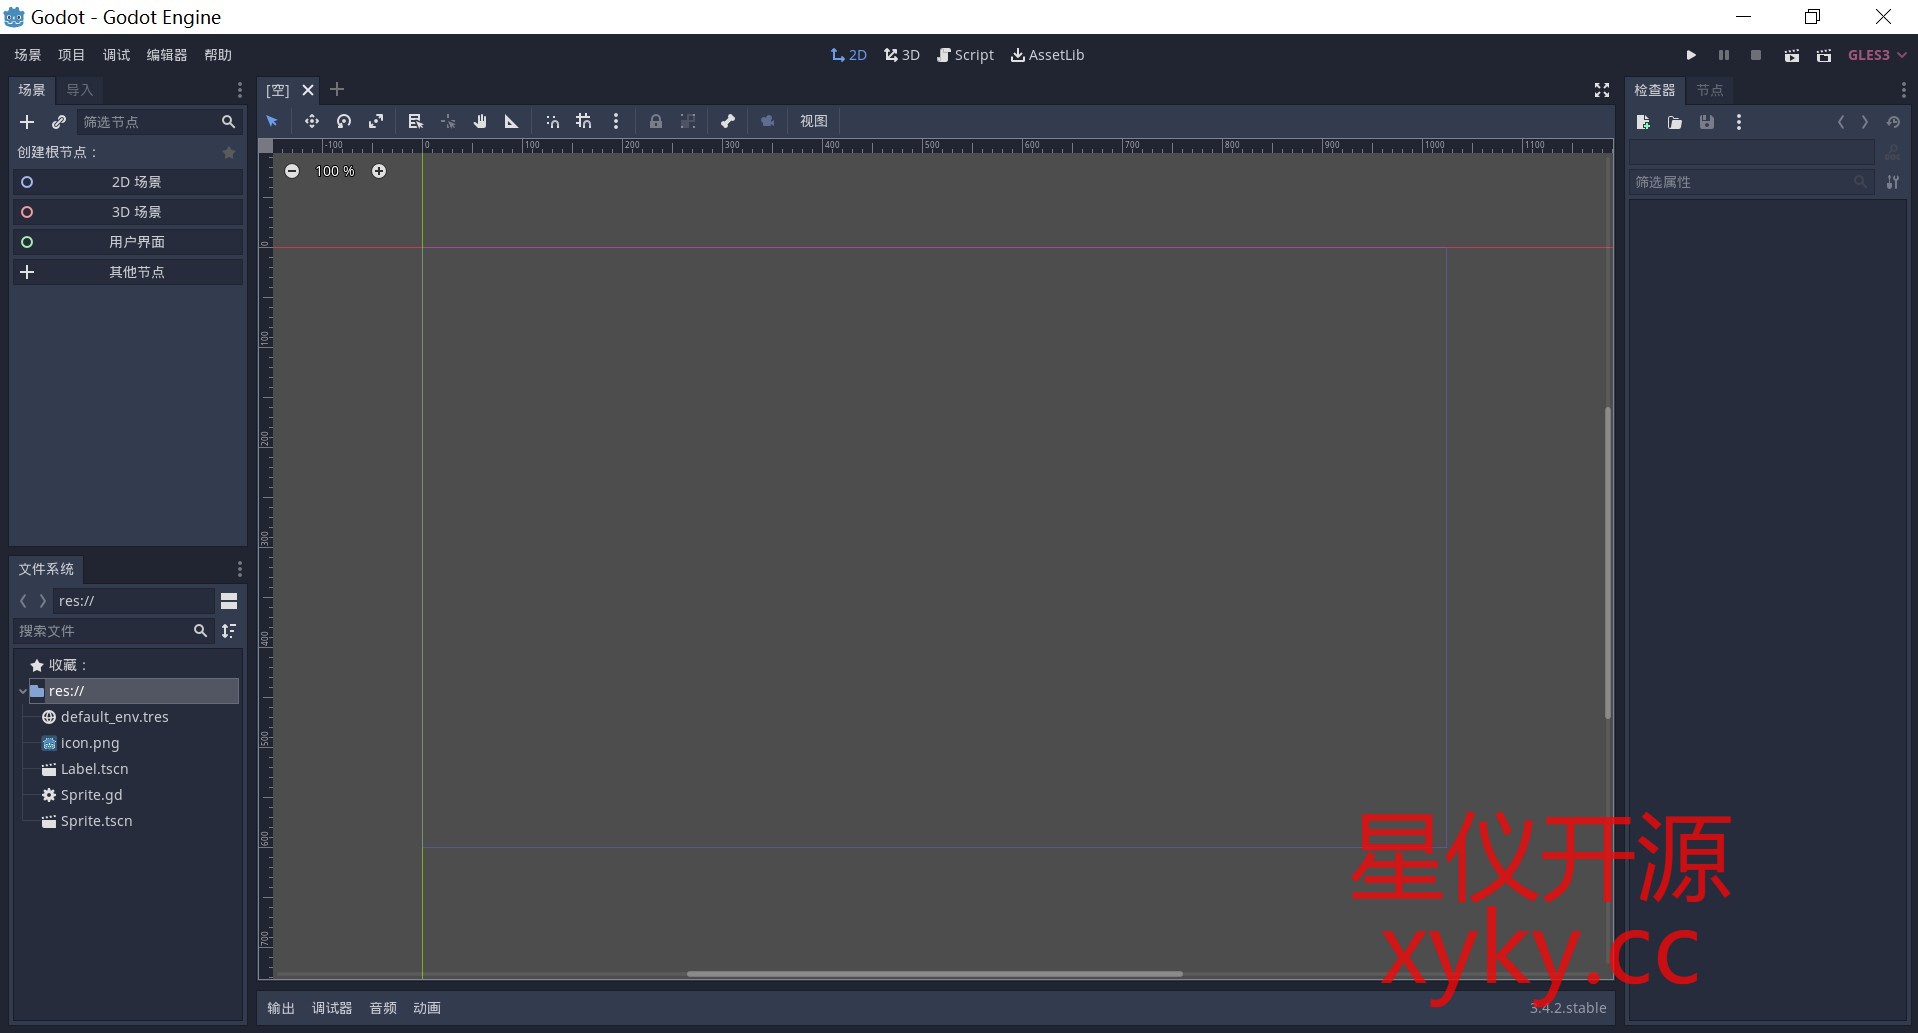 Godot - Godot Engine
场景 项目 调试 编辑器 帮助
2D 3D Script AssetLib
GLES3
场景 导入
[空]
检查器 节点
筛选节点
视图
创建根节点：
2D 场景
3D 场景
用户界面
其他节点
-100 0 100 200 300 400 500 600 700 800 900 1000 1100
100 %
0
100
200
300
400
500
600
700
筛选属性
文件系统
res://
搜索文件
收藏：
res://
default_env.tres
icon.png
Label.tscn
Sprite.gd
Sprite.tscn
星仪开源
xyky.cc
输出 调试器 音频 动画
3.4.2.stable